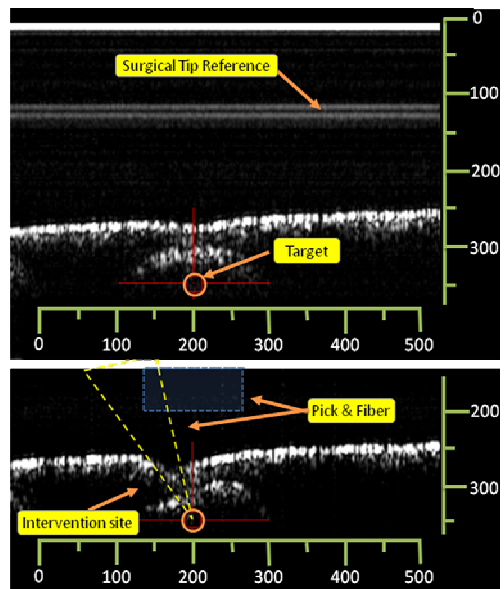 0
Surgical Tip Reference
100
200
Target
300
0 100 200 300 400 500
Pick & Fiber
200
300
Intervention site
0 100 200 300 400 500